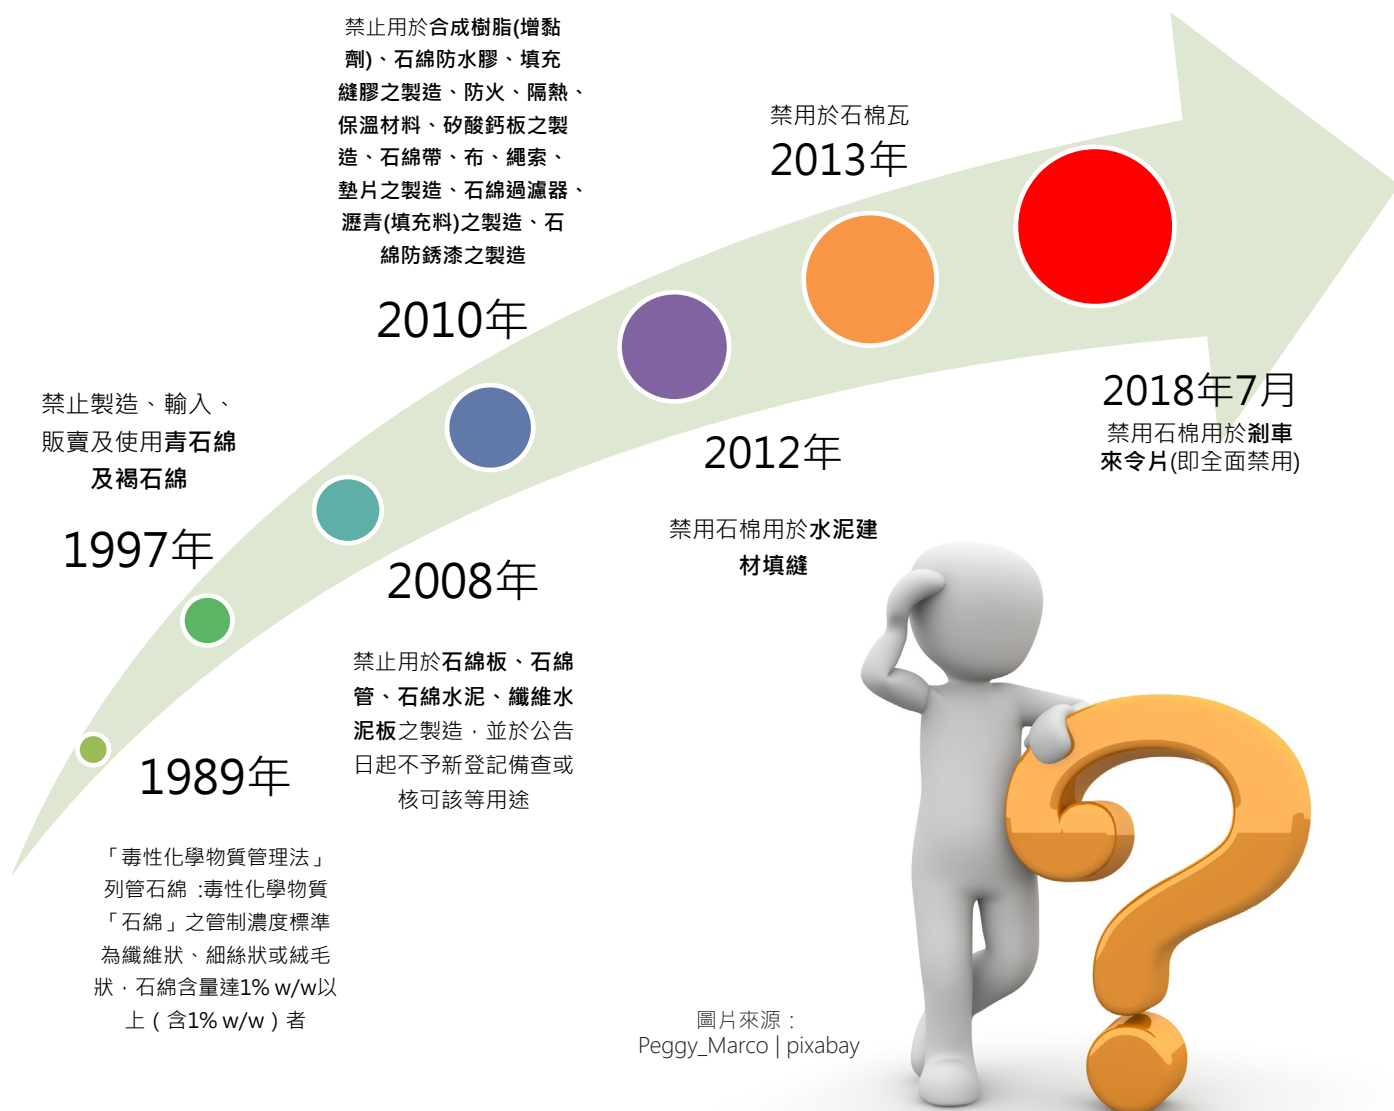 禁止用於合成樹脂(增黏
劑)、石綿防水膠、填充
縫膠之製造、防火、隔熱、
保溫材料、矽酸鈣板之製
造、石綿帶、布、繩索、
墊片之製造、石綿過濾器、
瀝青(填充料)之製造、石
綿防銹漆之製造
2010年
禁用於石棉瓦
2013年
禁止製造、輸入、
販賣及使用青石綿
及褐石綿
1997年
2018年7月
禁用石棉用於剎車
來令片(即全面禁用)
2012年
禁用石棉用於水泥建
材填縫
2008年
禁止用於石綿板、石綿
管、石綿水泥、纖維水
泥板之製造，並於公告
日起不予新登記備查或
核可該等用途
1989年
「毒性化學物質管理法」
列管石綿 :毒性化學物質
「石綿」之管制濃度標準
為纖維狀、細絲狀或絨毛
狀，石綿含量達1% w/w以
上（含1% w/w）者
圖片來源：
Peggy_Marco | pixabay